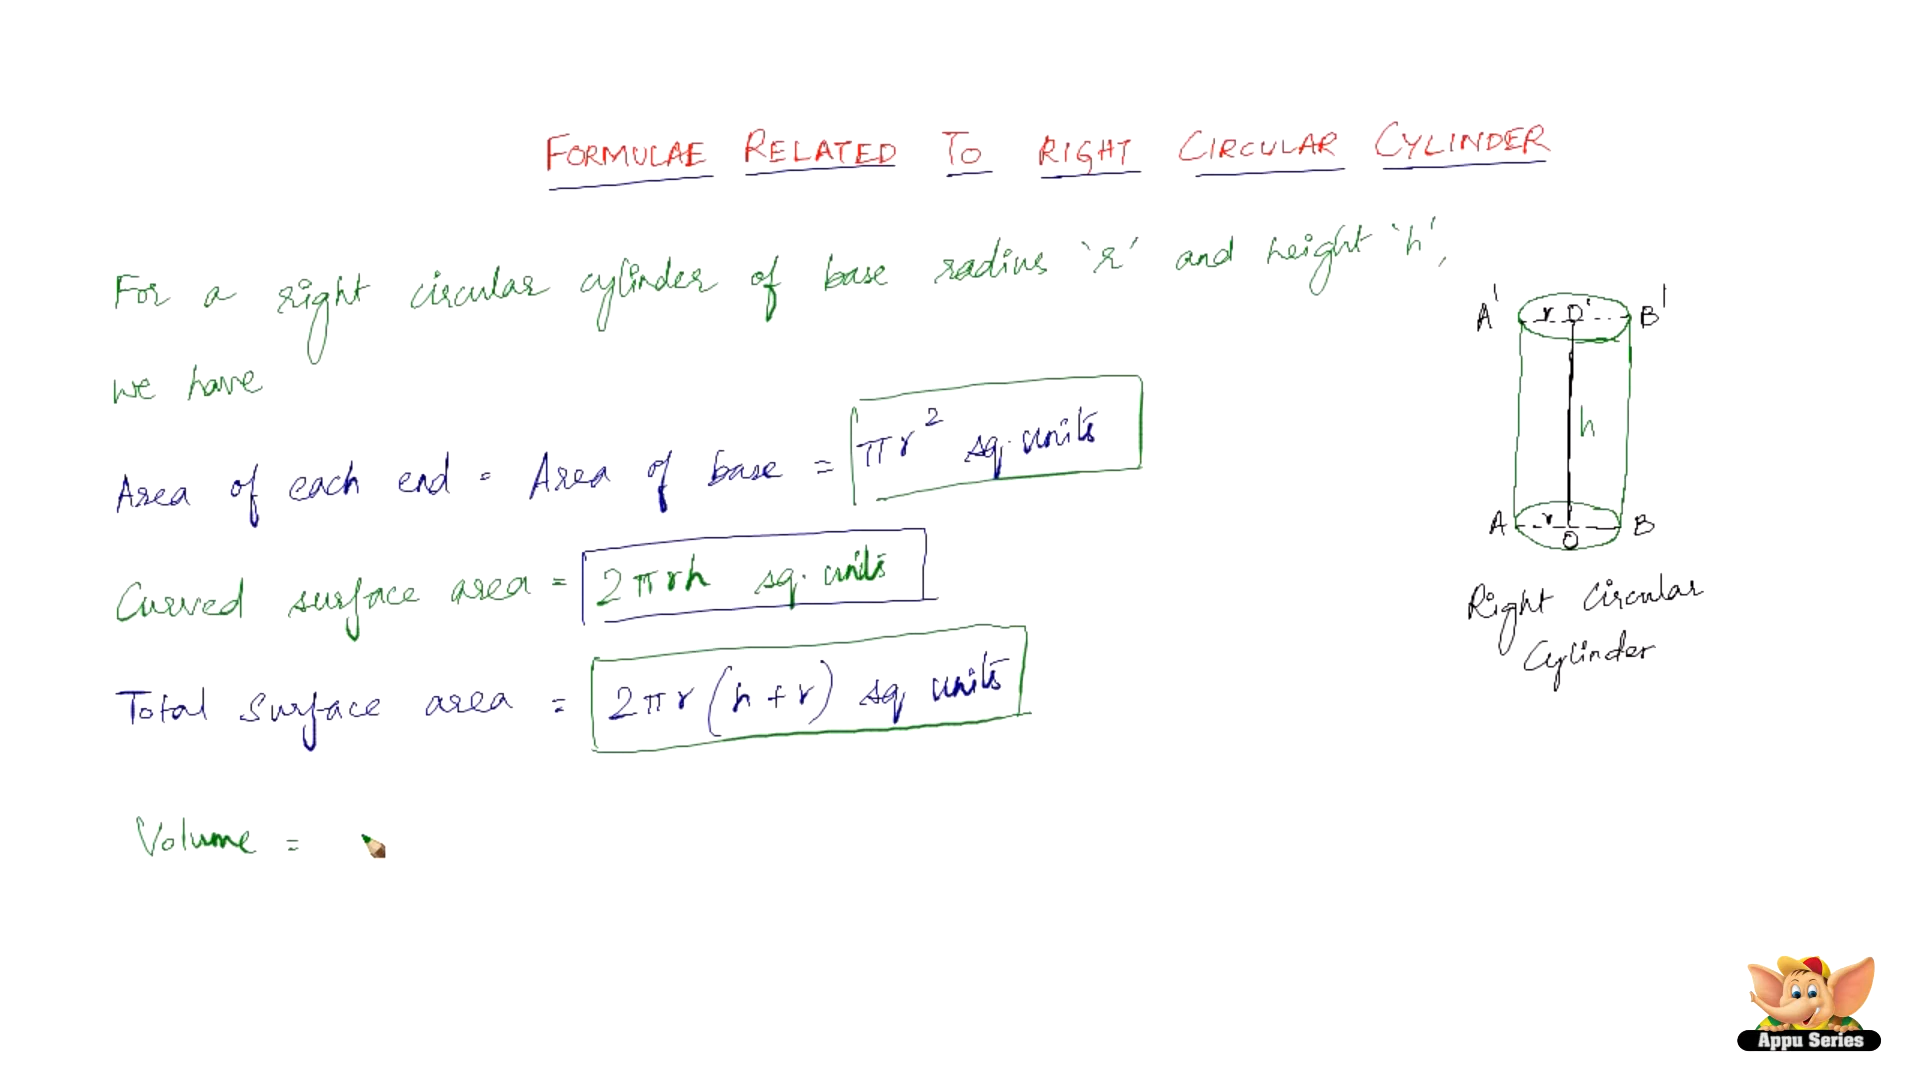 FORMULAE RELATED TO RIGHT CIRCULAR CYLINDER
For a right circular cylinder of base radius 'r' and height 'h',
we have
Area of each end = Area of base = πr² sq. units
Curved surface area = 2πrh sq. units
Total Surface area = 2πr(h+r) sq units
Volume =
A' r O' B'
h
A r O B
Right Circular
Cylinder
Appu Series